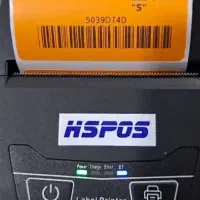 "S"
5039D74D
HSPOS
Power Charge Error BT
Label Printer